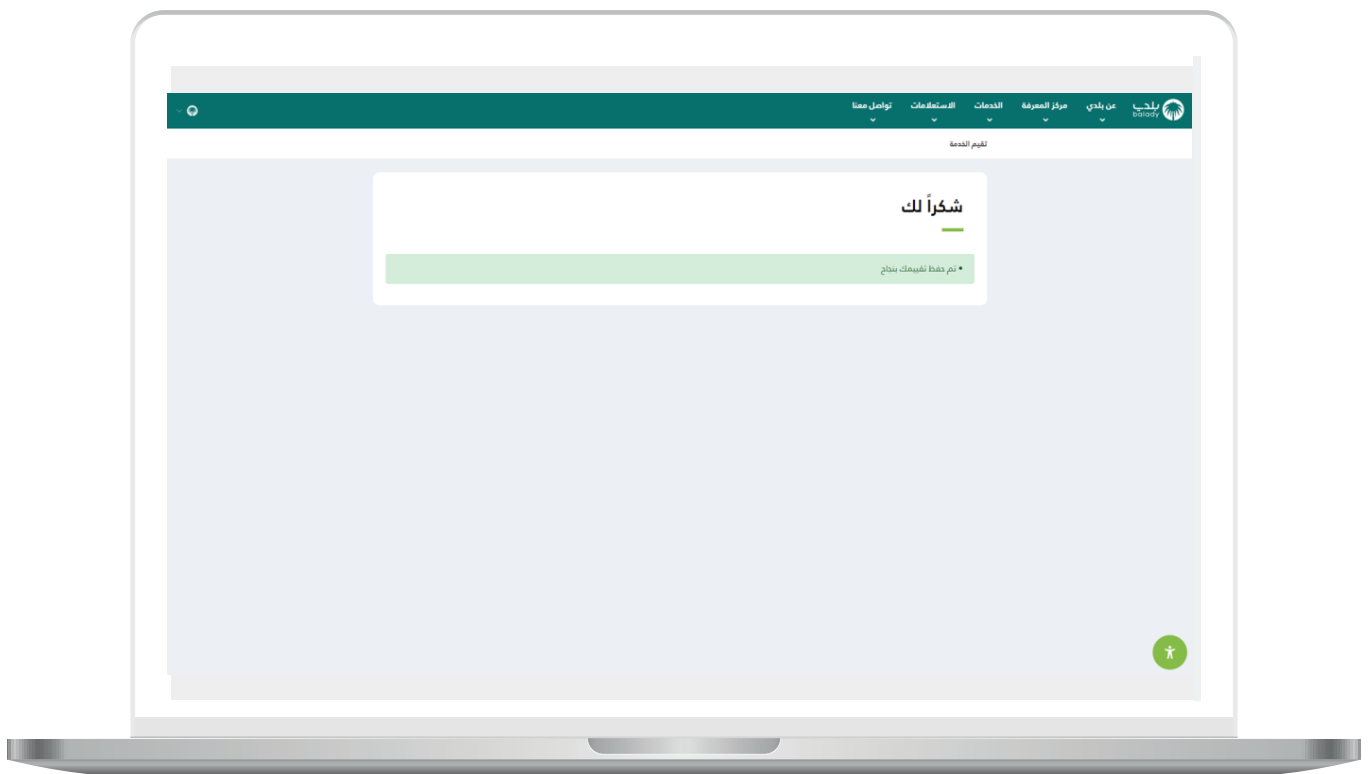 بلدي
balady
عن بلدي
مركز المعرفة
الخدمات
الاستعلامات
تواصل معنا
تقيم الخدمة
شكراً لك
• تم حفظ تقييمك بنجاح